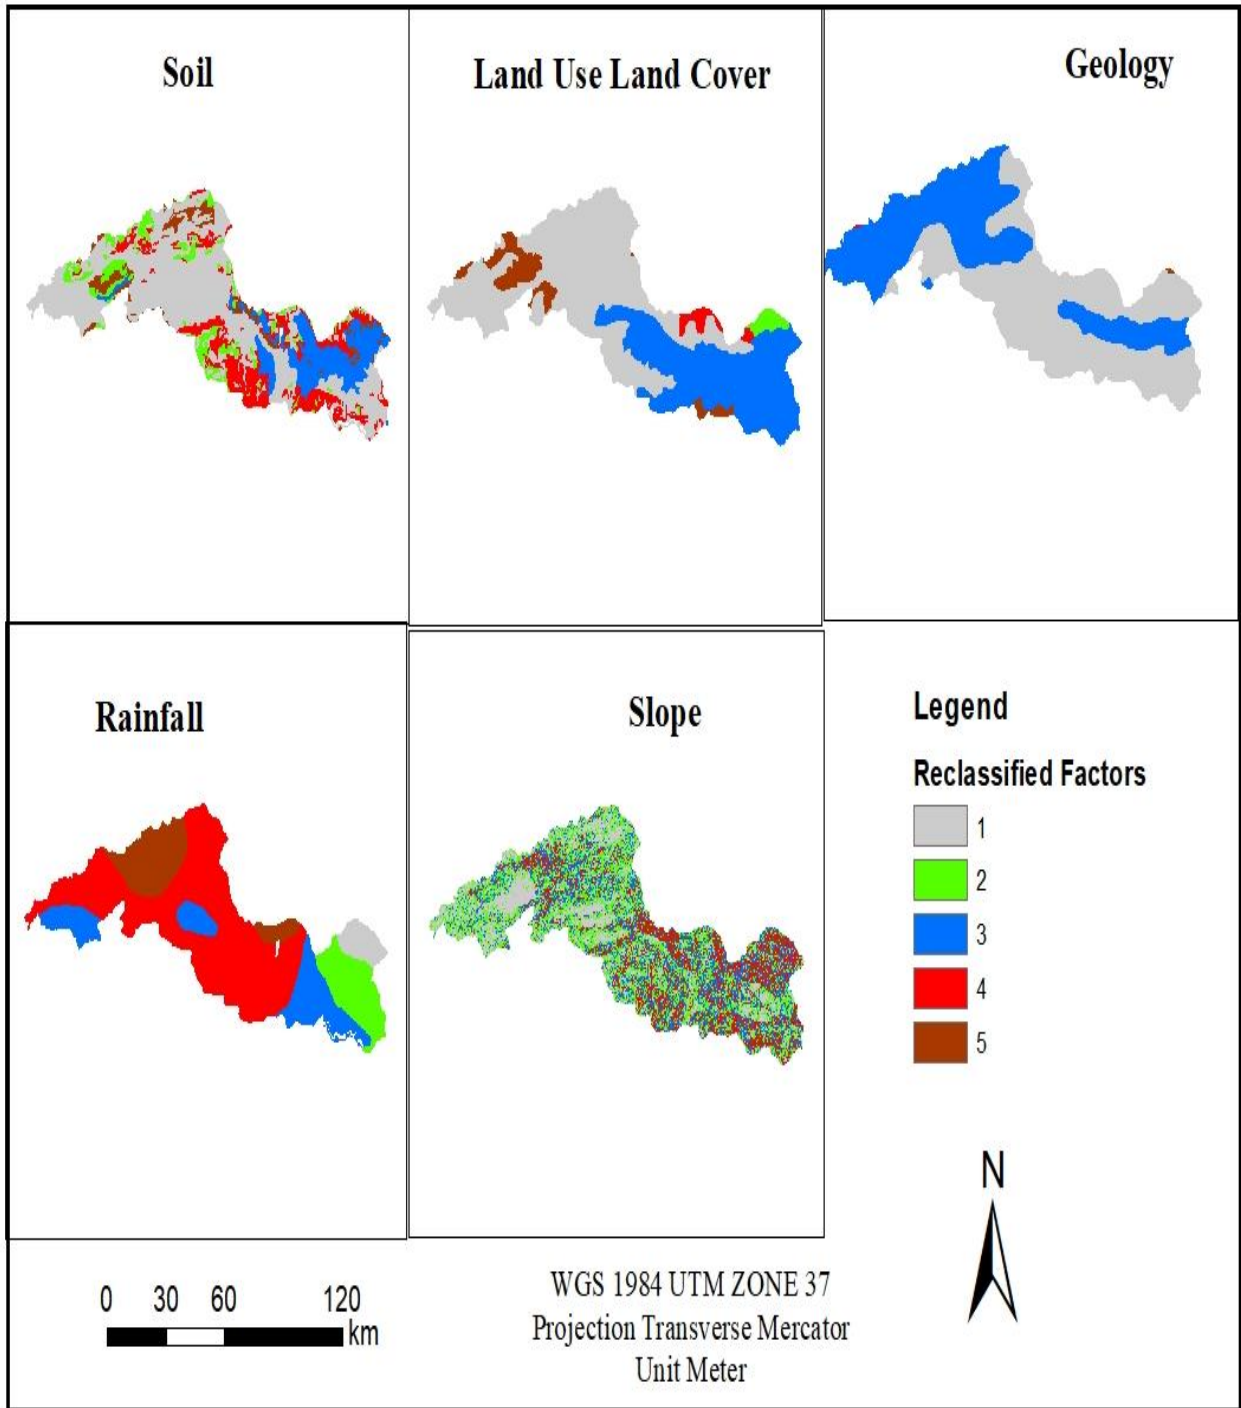 Soil
Land Use Land Cover
Geology
Rainfall
Slope
Legend
Reclassified Factors
1
2
3
4
5
N
0 30 60 120
km
WGS 1984 UTM ZONE 37
Projection Transverse Mercator
Unit Meter